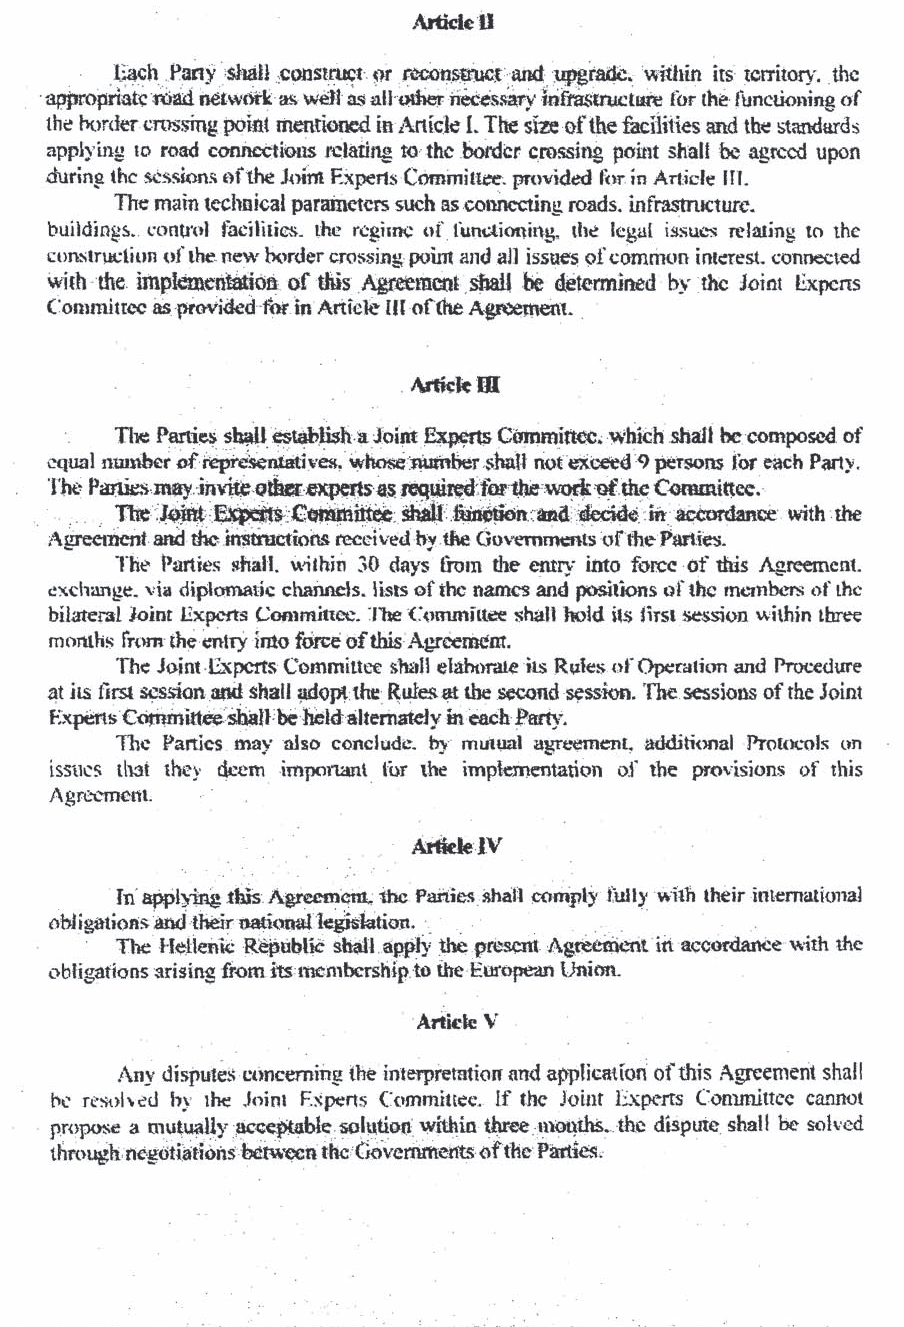 Article II
Each Party shall construct or reconstruct and upgrade, within its territory, the
appropriate road network as well as all other necessary infrastructure for the functioning of
the border crossing point mentioned in Article I. The size of the facilities and the standards
applying to road connections relating to the border crossing point shall be agreed upon
during the sessions of the Joint Experts Committee, provided for in Article III.
The main technical parameters such as connecting roads, infrastructure,
buildings, control facilities, the regime of functioning, the legal issues relating to the
construction of the new border crossing point and all issues of common interest, connected
with the implementation of this Agreement shall be determined by the Joint Experts
Committee as provided for in Article III of the Agreement.
Article III
The Parties shall establish a Joint Experts Committee, which shall be composed of
equal number of representatives, whose number shall not exceed 9 persons for each Party.
The Parties may invite other experts as required for the work of the Committee.
The Joint Experts Committee shall function and decide in accordance with the
Agreement and the instructions received by the Governments of the Parties.
The Parties shall, within 30 days from the entry into force of this Agreement,
exchange, via diplomatic channels, lists of the names and positions of the members of the
bilateral Joint Experts Committee. The Committee shall hold its first session within three
months from the entry into force of this Agreement.
The Joint Experts Committee shall elaborate its Rules of Operation and Procedure
at its first session and shall adopt the Rules at the second session. The sessions of the Joint
Experts Committee shall be held alternately in each Party.
The Parties may also conclude, by mutual agreement, additional Protocols on
issues that they deem important for the implementation of the provisions of this
Agreement.
Article IV
In applying this Agreement, the Parties shall comply fully with their international
obligations and their national legislation.
The Hellenic Republic shall apply the present Agreement in accordance with the
obligations arising from its membership to the European Union.
Article V
Any disputes concerning the interpretation and application of this Agreement shall
be resolved by the Joint Experts Committee. If the Joint Experts Committee cannot
propose a mutually acceptable solution within three months, the dispute shall be solved
through negotiations between the Governments of the Parties.